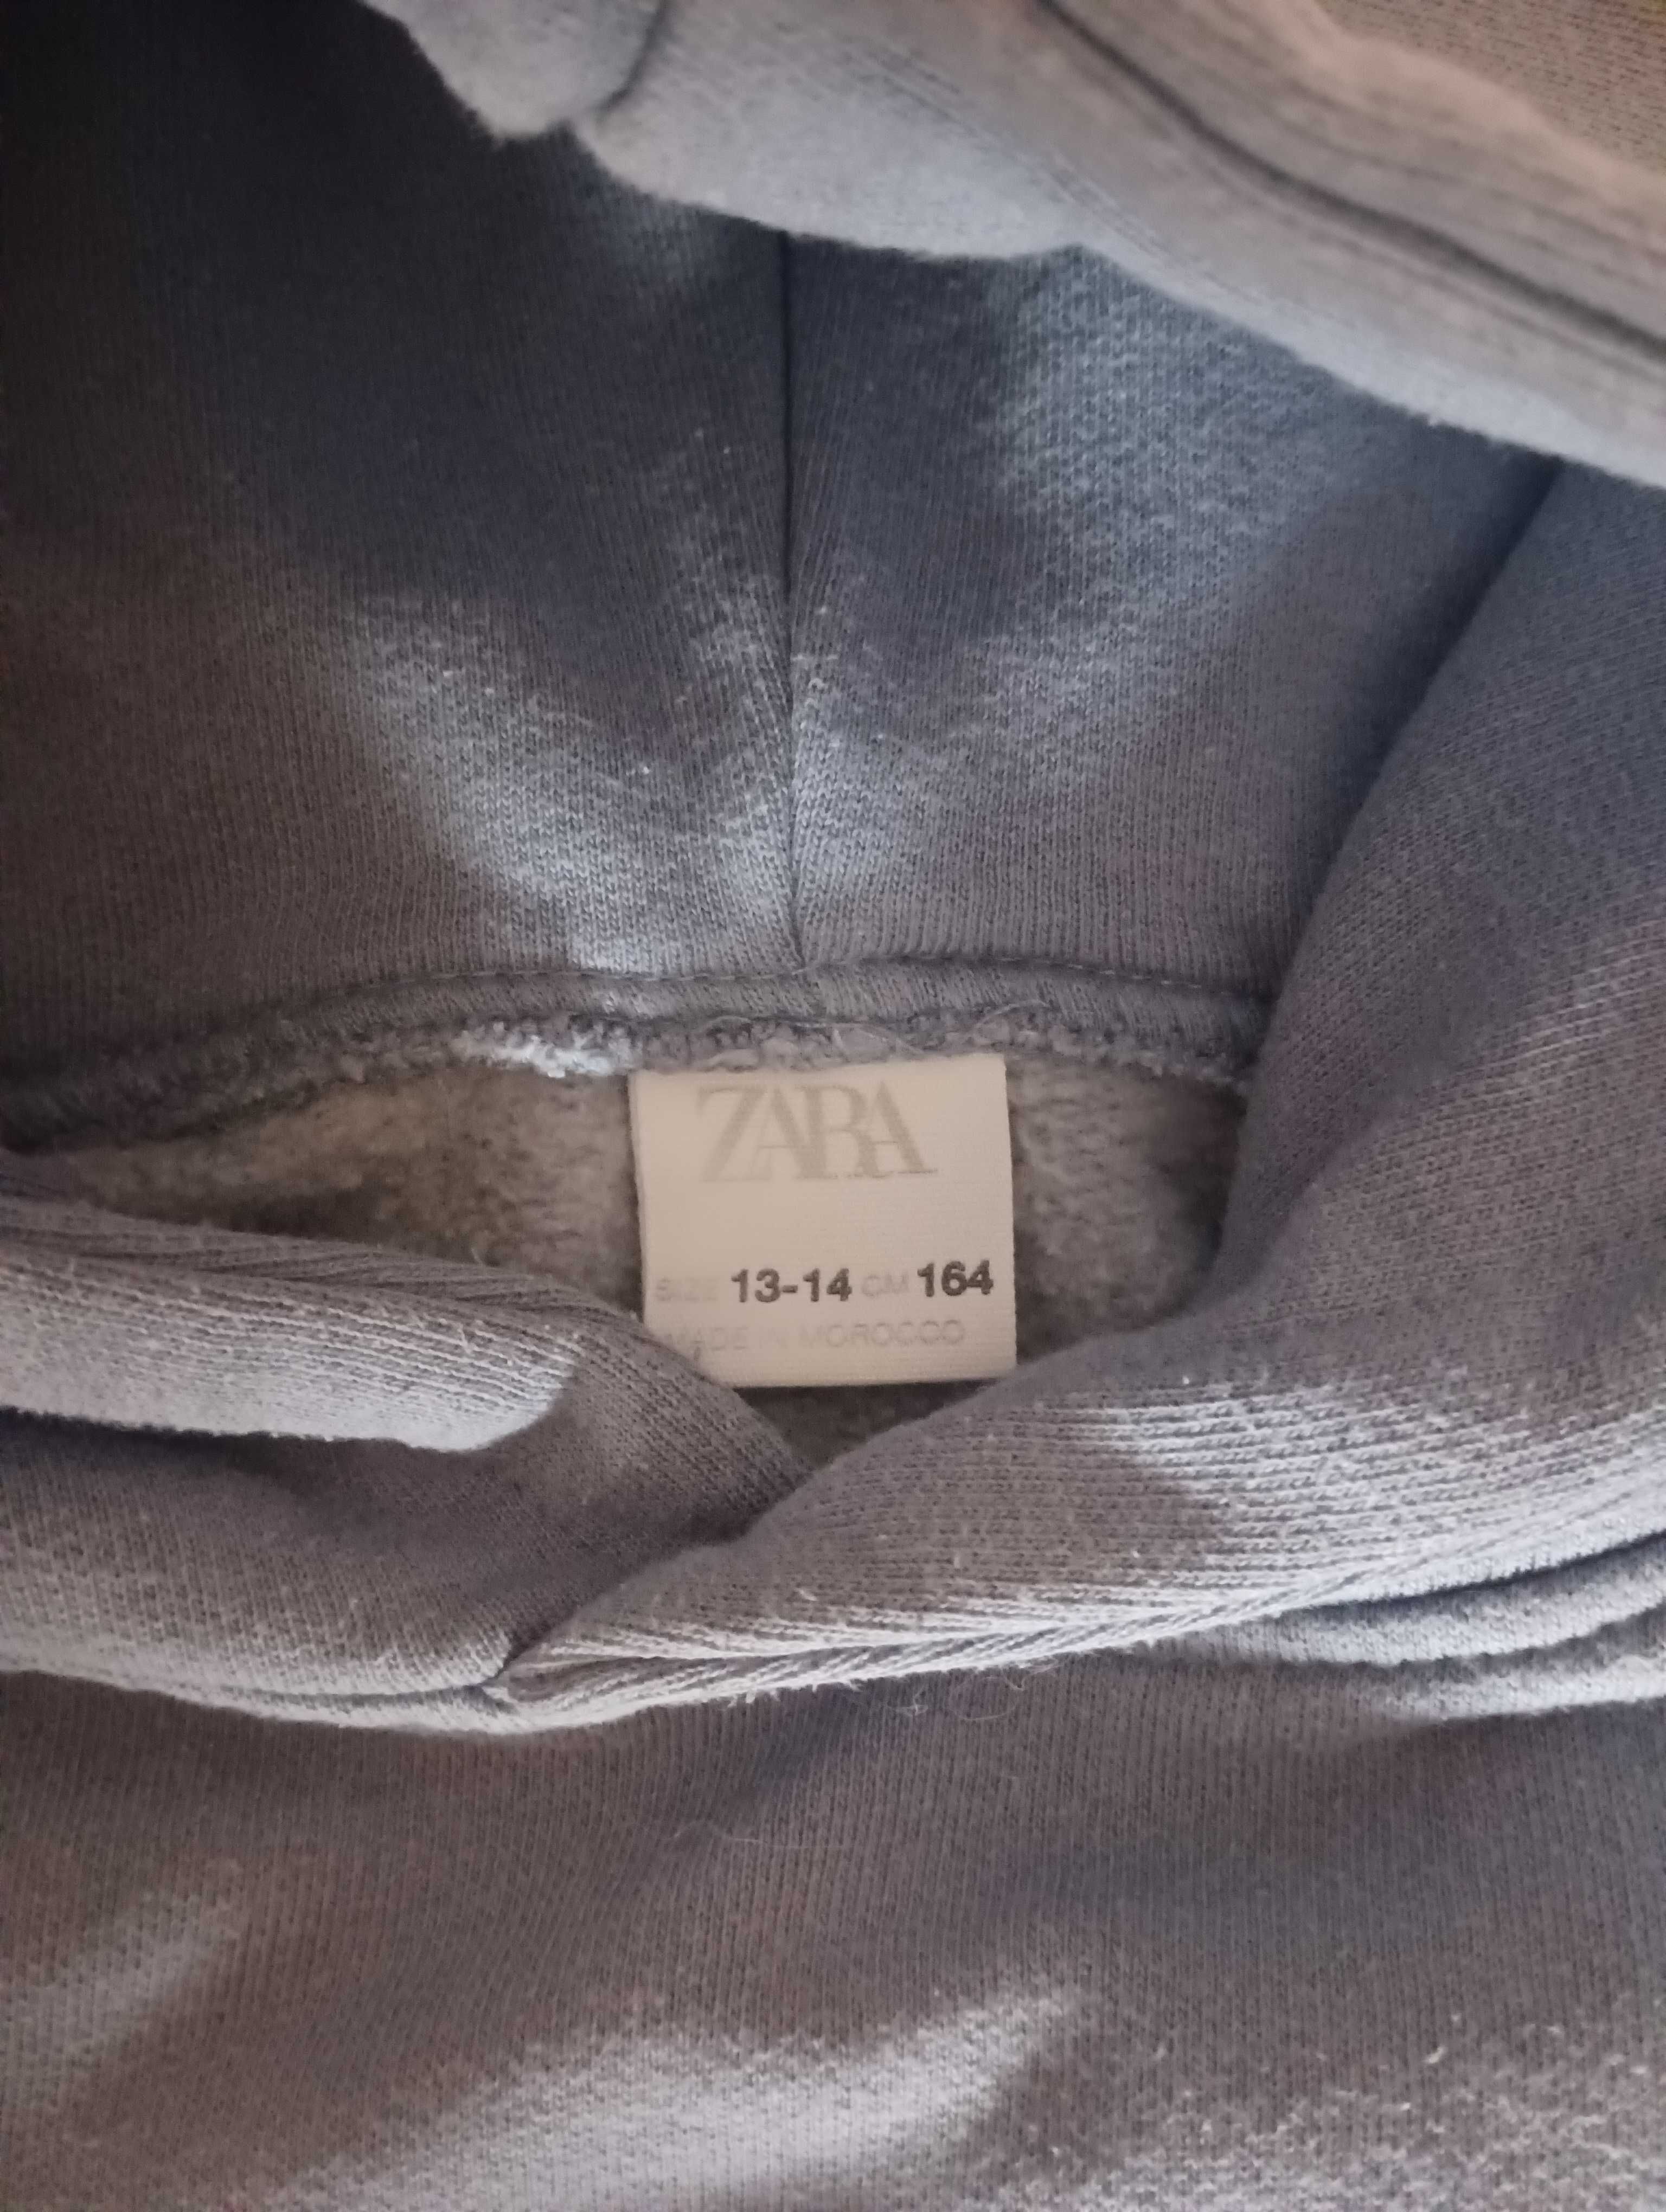 ZARA
SIZE 13-14 CM 164
MADE IN MOROCCO